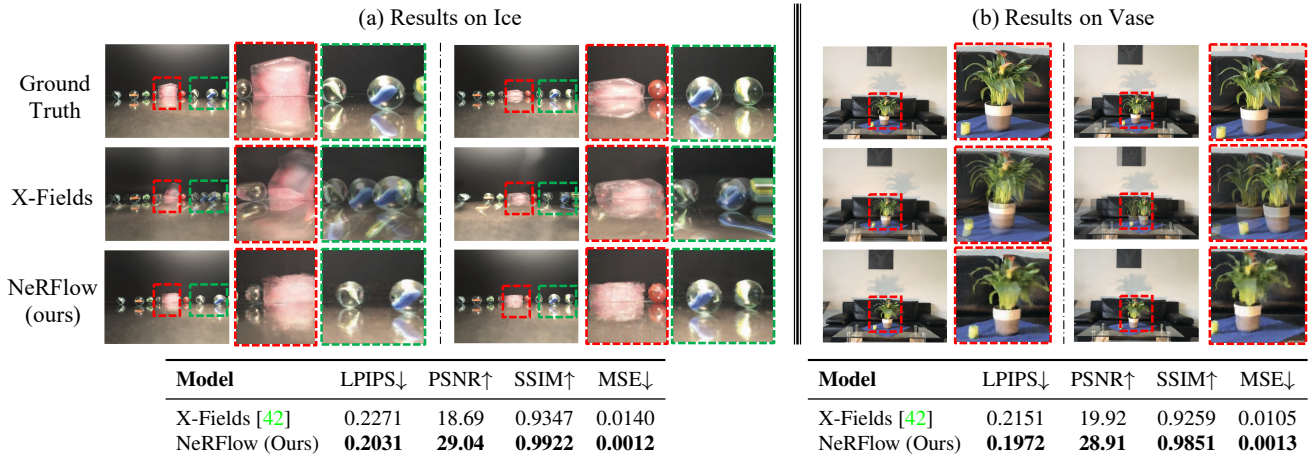 (a) Results on Ice
(b) Results on Vase
Ground
Truth
X-Fields
NeRFlow
(ours)
Model LPIPS↓ PSNR↑ SSIM↑ MSE↓
X-Fields [42] 0.2271 18.69 0.9347 0.0140
NeRFlow (Ours) 0.2031 29.04 0.9922 0.0012
Model LPIPS↓ PSNR↑ SSIM↑ MSE↓
X-Fields [42] 0.2151 19.92 0.9259 0.0105
NeRFlow (Ours) 0.1972 28.91 0.9851 0.0013